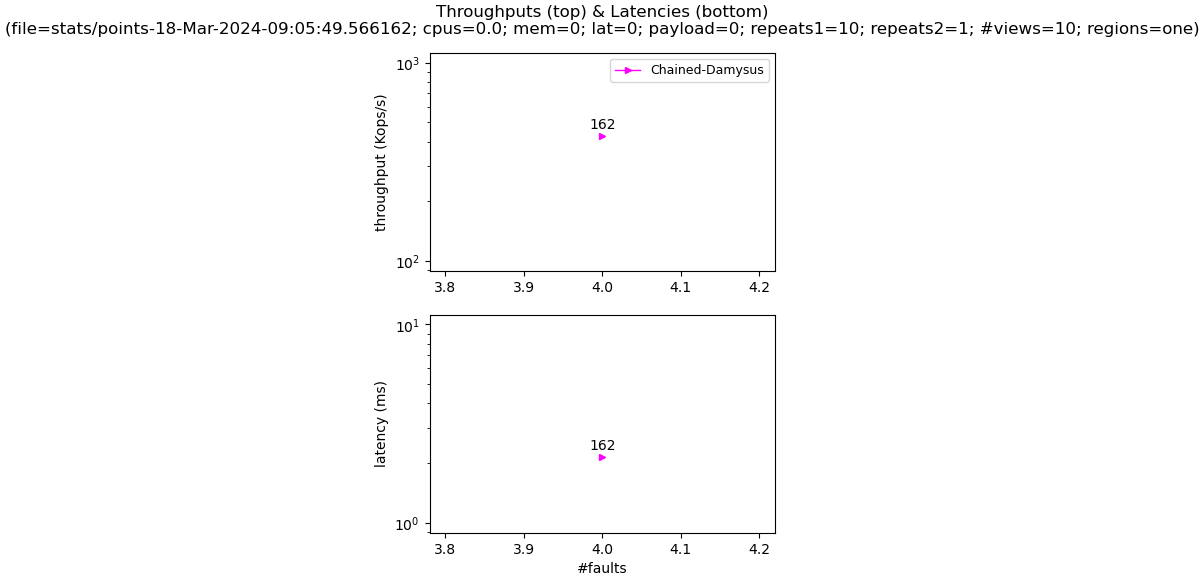 Throughputs (top) & Latencies (bottom)
(file=stats/points-18-Mar-2024-09:05:49.566162; cpus=0.0; mem=0; lat=0; payload=0; repeats1=10; repeats2=1; #views=10; regions=one)
10³
Chained-Damysus
throughput (Kops/s)
162
10²
3.8 3.9 4.0 4.1 4.2
10¹
latency (ms)
162
10⁰
3.8 3.9 4.0 4.1 4.2
#faults